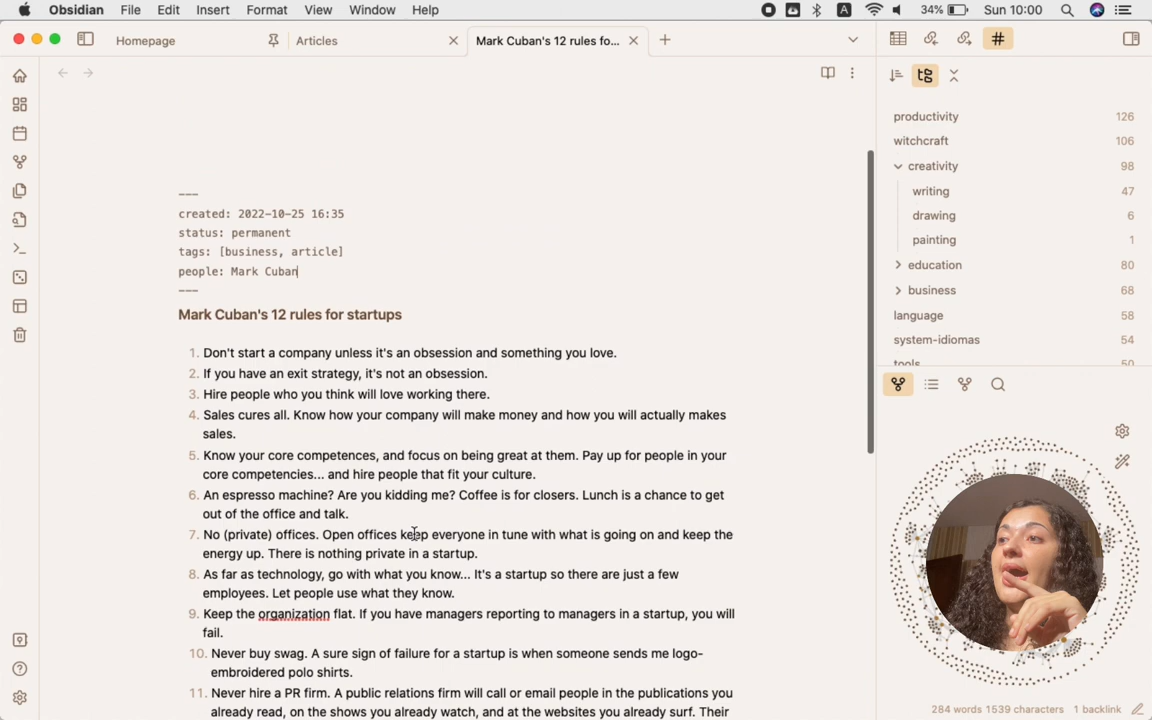 Obsidian File Edit Insert Format View Window Help A 34% Sun 10:00
Homepage Articles Mark Cuban's 12 rules fo...
---
created: 2022-10-25 16:35
status: permanent
tags: [business, article]
people: Mark Cuban
---
Mark Cuban's 12 rules for startups
1. Don't start a company unless it's an obsession and something you love.
2. If you have an exit strategy, it's not an obsession.
3. Hire people who you think will love working there.
4. Sales cures all. Know how your company will make money and how you will actually makes
sales.
5. Know your core competences, and focus on being great at them. Pay up for people in your
core competencies... and hire people that fit your culture.
6. An espresso machine? Are you kidding me? Coffee is for closers. Lunch is a chance to get
out of the office and talk.
7. No (private) offices. Open offices keep everyone in tune with what is going on and keep the
energy up. There is nothing private in a startup.
8. As far as technology, go with what you know... It's a startup so there are just a few
employees. Let people use what they know.
9. Keep the organization flat. If you have managers reporting to managers in a startup, you will
fail.
10. Never buy swag. A sure sign of failure for a startup is when someone sends me logo-
embroidered polo shirts.
11. Never hire a PR firm. A public relations firm will call or email people in the publications you
already read, on the shows you already watch, and at the websites you already surf. Their
productivity 126
witchcraft 106
creativity 98
writing 47
drawing 6
painting 1
education 80
business 68
language 58
system-idiomas 54
tools 50
284 words 1539 characters 1 backlink